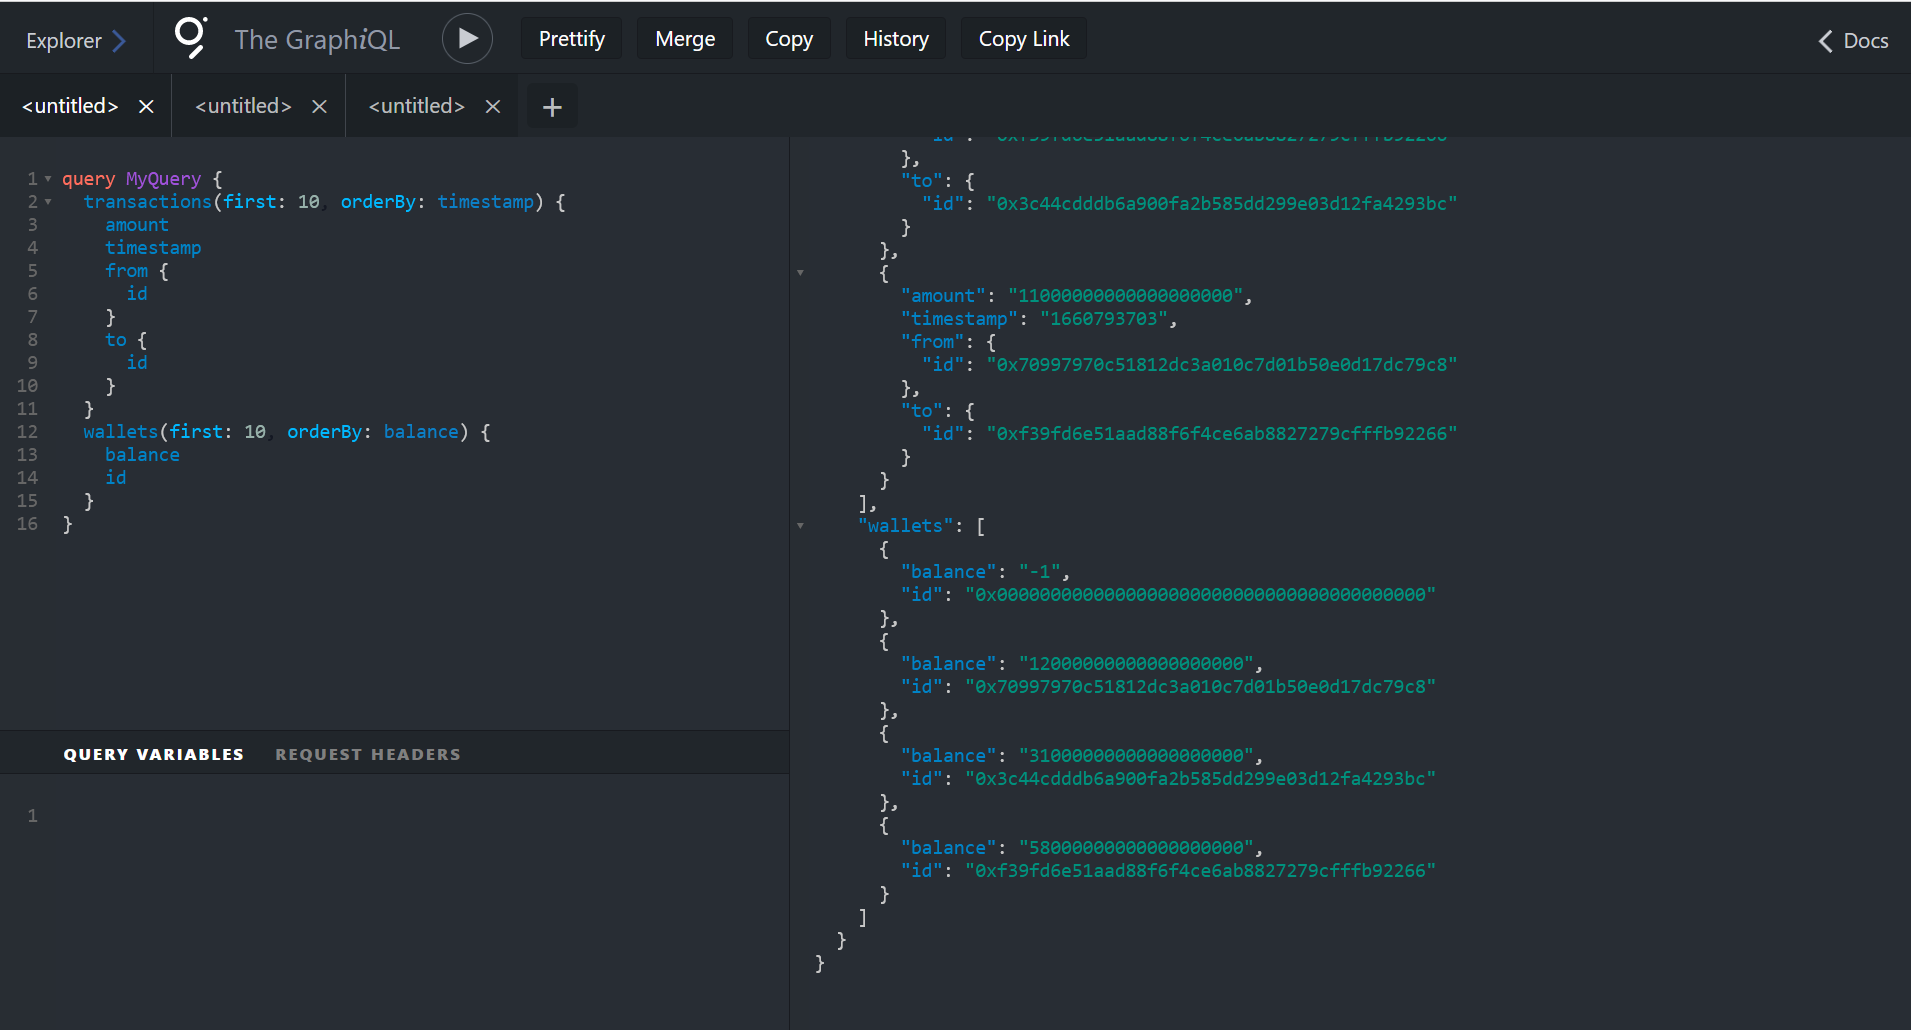 Explorer
The GraphiQL
Prettify
Merge
Copy
History
Copy Link
Docs
<untitled>
<untitled>
<untitled>
1 query MyQuery {
2 transactions(first: 10, orderBy: timestamp) {
3 amount
4 timestamp
5 from {
6 id
7 }
8 to {
9 id
10 }
11 }
12 wallets(first: 10, orderBy: balance) {
13 balance
14 id
15 }
16 }
QUERY VARIABLES REQUEST HEADERS
1
"id": "0xf39fd6e51aad88f6f4ce6ab8827279cfffb92266"
},
"to": {
"id": "0x3c44cdddb6a900fa2b585dd299e03d12fa4293bc"
}
},
{
"amount": "11000000000000000000",
"timestamp": "1660793703",
"from": {
"id": "0x70997970c51812dc3a010c7d01b50e0d17dc79c8"
},
"to": {
"id": "0xf39fd6e51aad88f6f4ce6ab8827279cfffb92266"
}
}
],
"wallets": [
{
"balance": "-1",
"id": "0x0000000000000000000000000000000000000000"
},
{
"balance": "12000000000000000000",
"id": "0x70997970c51812dc3a010c7d01b50e0d17dc79c8"
},
{
"balance": "31000000000000000000",
"id": "0x3c44cdddb6a900fa2b585dd299e03d12fa4293bc"
},
{
"balance": "58000000000000000000",
"id": "0xf39fd6e51aad88f6f4ce6ab8827279cfffb92266"
}
]
}
}